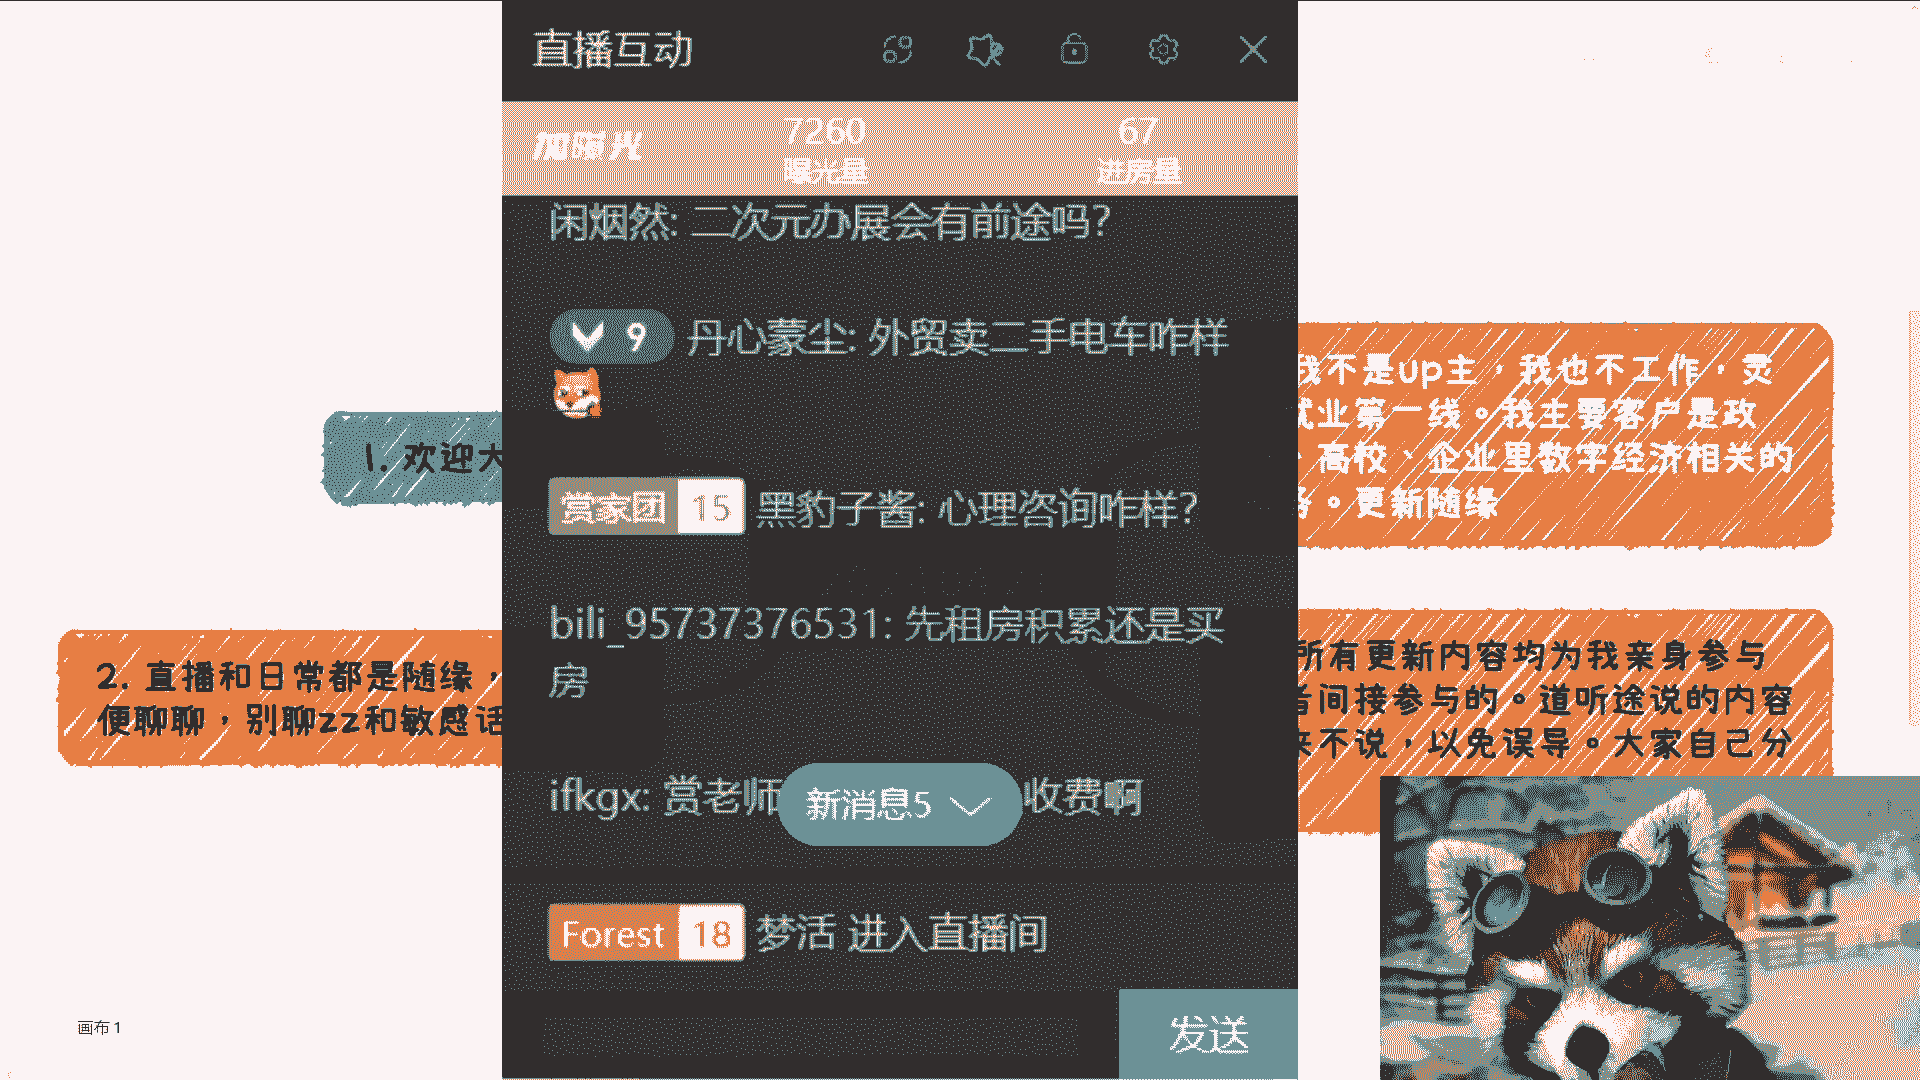 直播互动
加曝光
7260
曝光量
67
进房量
闲烟然: 二次元办展会有前途吗?
9 丹心蒙尘: 外贸卖二手电车咋样
赏家团 15 黑豹子酱: 心理咨询咋样?
bili_95737376531: 先租房积累还是买
房
ifkgx: 赏老师
收费啊
新消息5
Forest 18 梦活 进入直播间
发送
1. 欢迎大
2. 直播和日常都是随缘，
便聊聊，别聊zz和敏感话
我不是up主，我也不工作，灵
就业第一线。我主要客户是政
、高校、企业里数字经济相关的
务。更新随缘
所有更新内容均为我亲身参与
者间接参与的。道听途说的内容
来不说，以免误导。大家自己分
画布 1